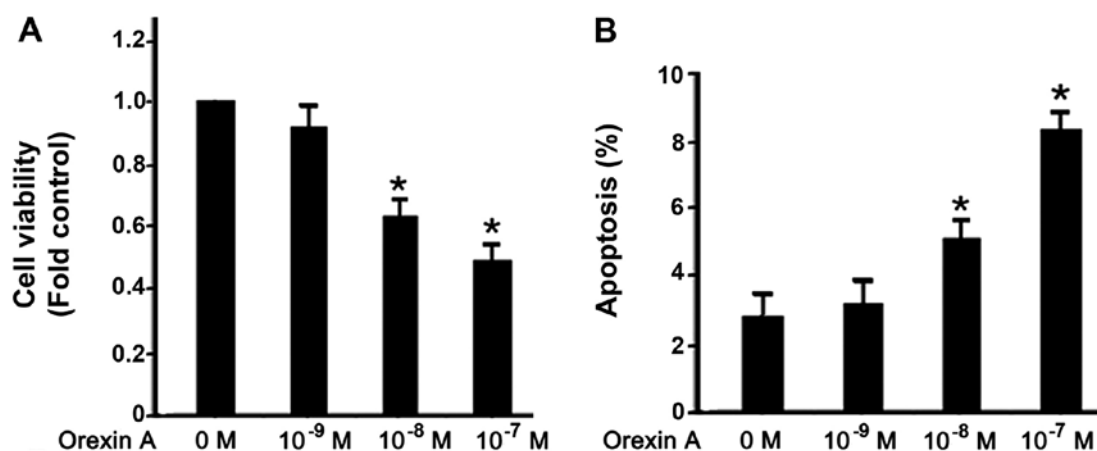 A
Cell viability
(Fold control)
1.2
1.0
0.8
0.6
0.4
0.2
0
*
*
Orexin A 0 M 10⁻⁹ M 10⁻⁸ M 10⁻⁷ M
B
Apoptosis (%)
10
8
6
4
2
0
*
*
Orexin A 0 M 10⁻⁹ M 10⁻⁸ M 10⁻⁷ M